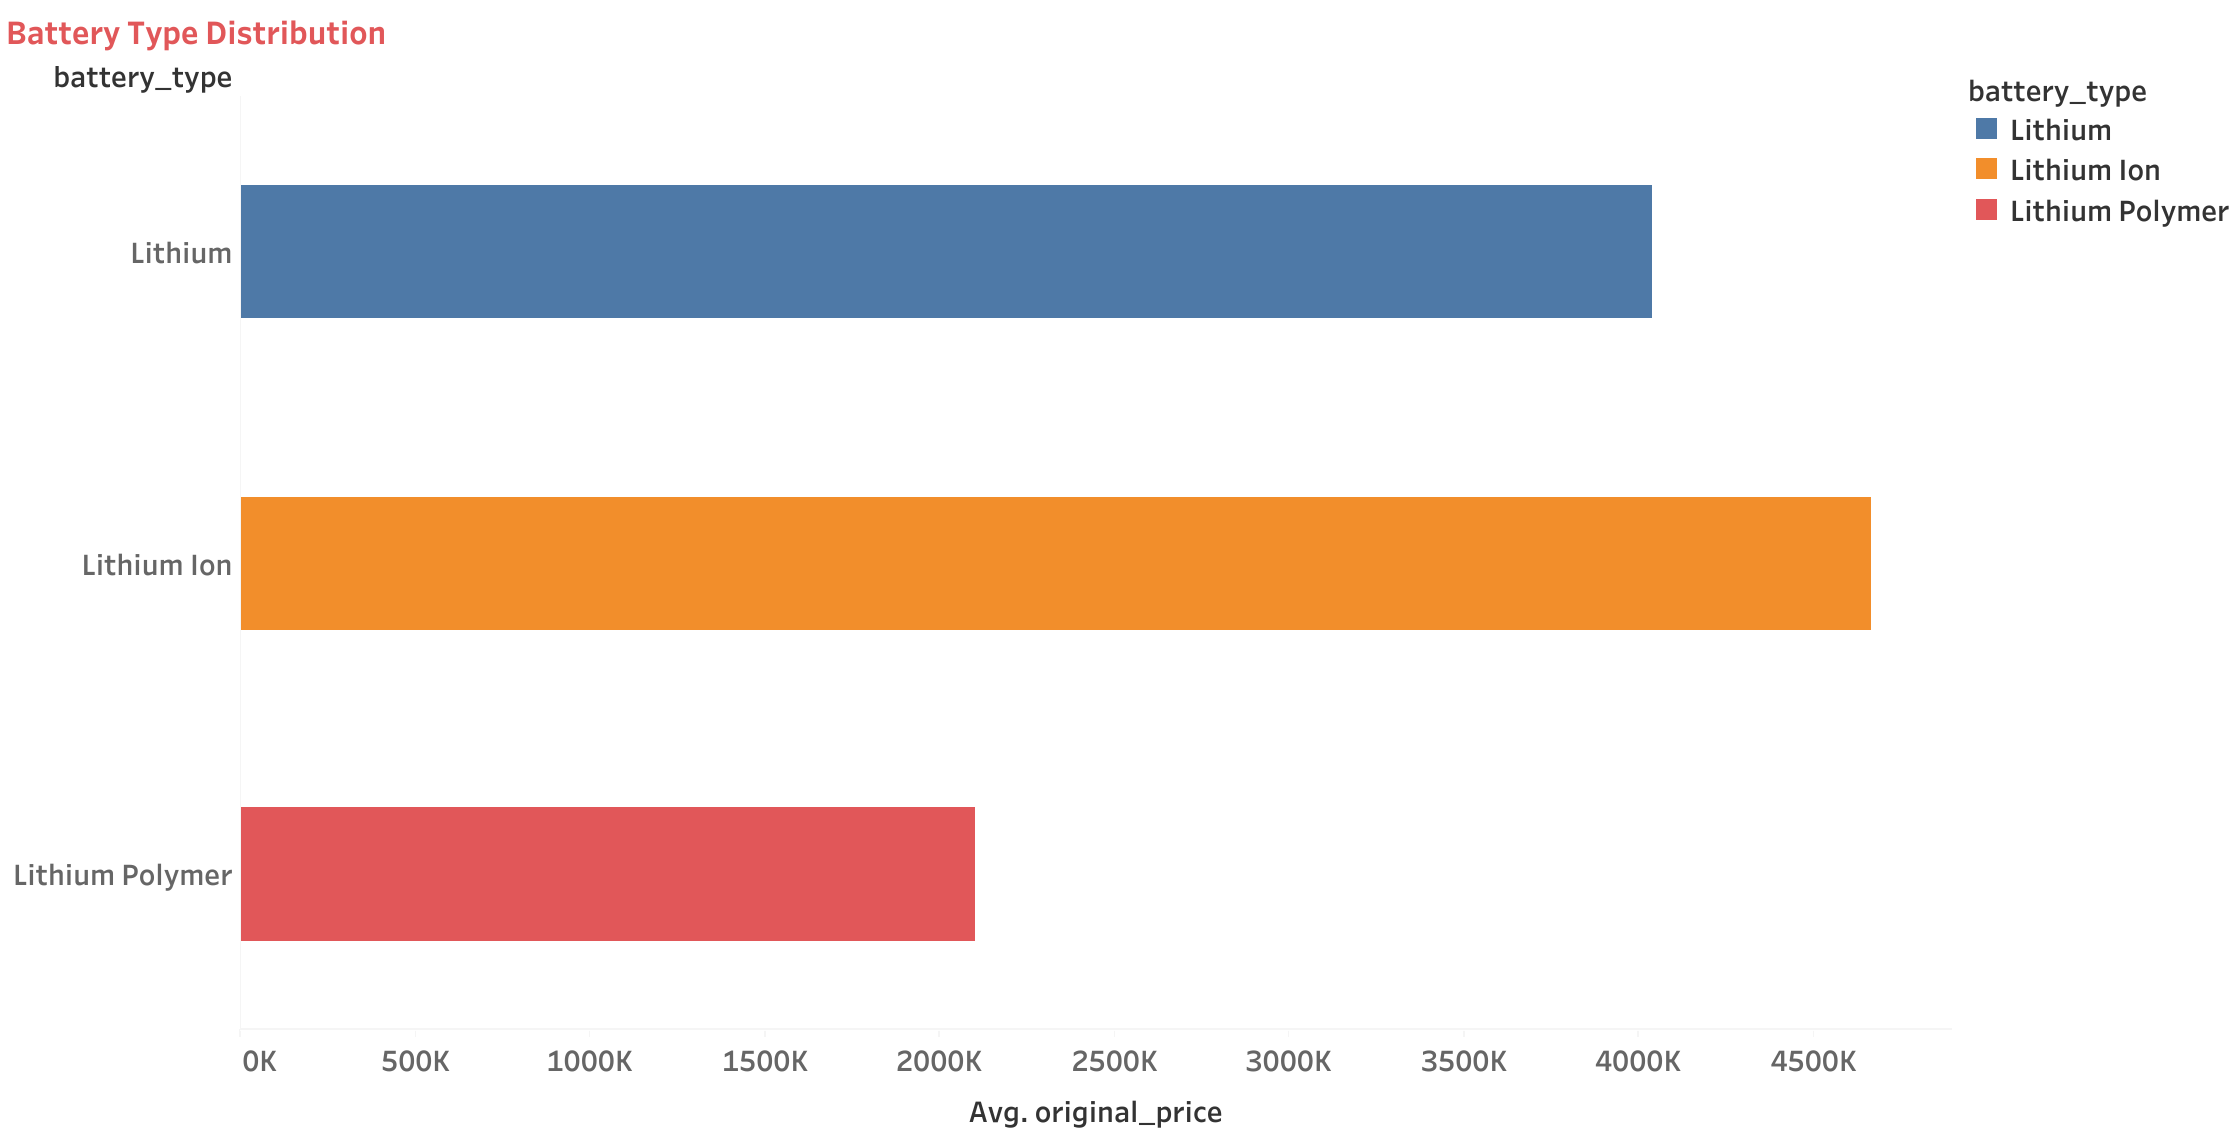 Battery Type Distribution
battery_type
Lithium
Lithium Ion
Lithium Polymer
0K 500K 1000K 1500K 2000K 2500K 3000K 3500K 4000K 4500K
Avg. original_price
battery_type
Lithium
Lithium Ion
Lithium Polymer